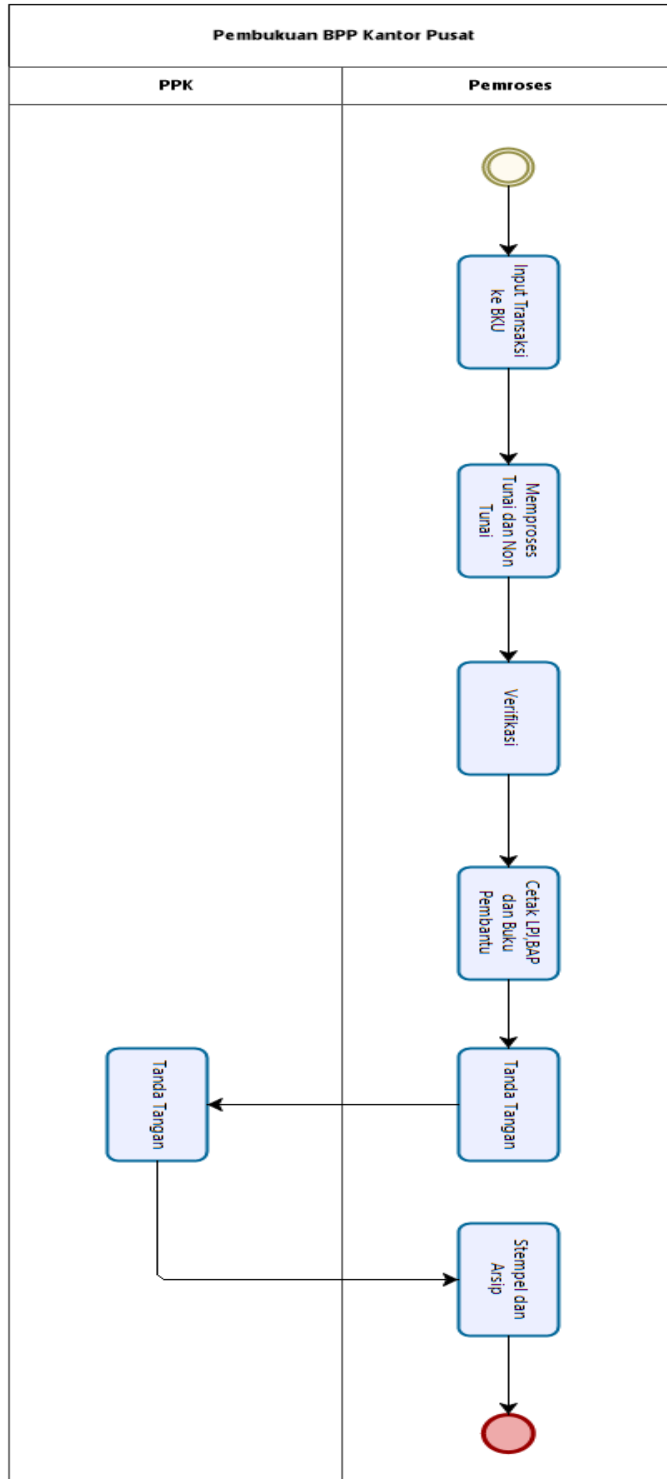 Pembukuan BPP Kantor Pusat
PPK
Pemroses
Input Transaksi
ke BKU
Memproses
Tunai dan Non
Tunai
Verifikasi
Cetak LPJ,BAP
dan Buku
Pembantu
Tanda Tangan
Tanda Tangan
Stempel dan
Arsip